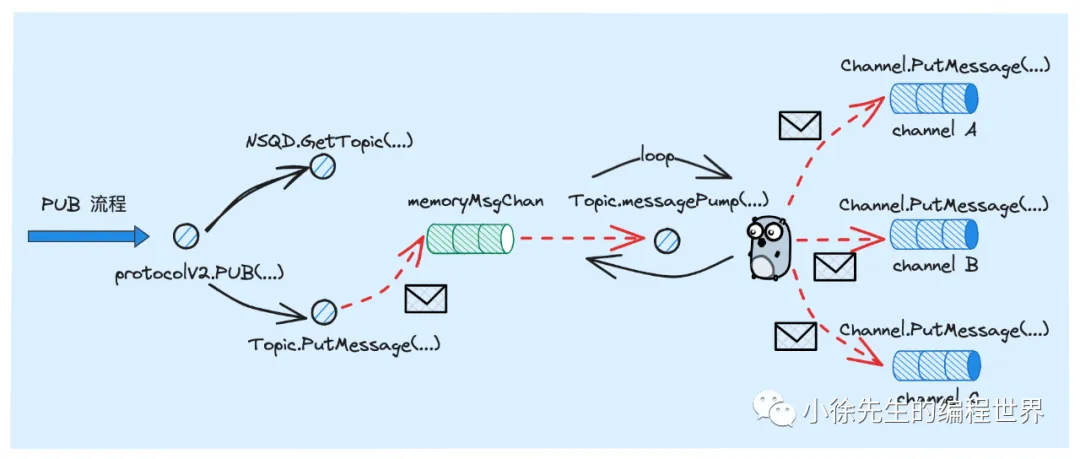 PUB 流程
protocolV2.PUB(...)
NSQD.GetTopic(...)
Topic.PutMessage(...)
memoryMsgChan
loop
Topic.messagePump(...)
Channel.PutMessage(...)
channel A
Channel.PutMessage(...)
channel B
Channel.PutMessage(...)
channel C
小徐先生的编程世界